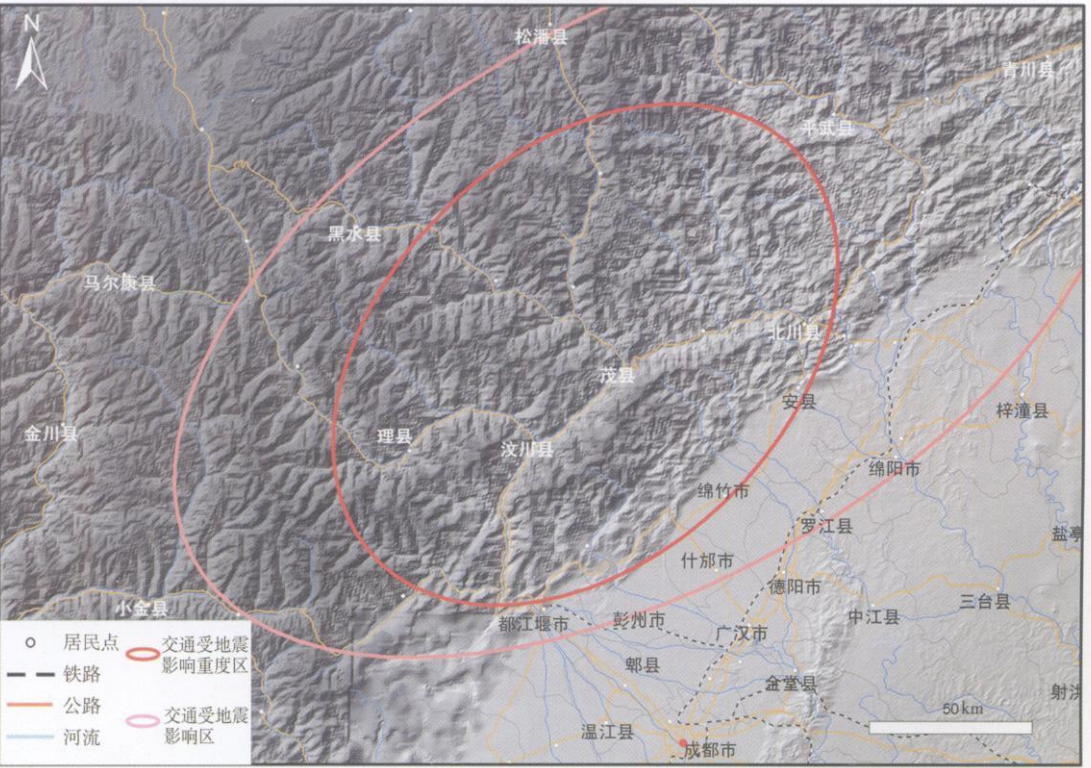 N
松潘县
青川县
平武县
黑水县
马尔康县
北川县
茂县
安县
梓潼县
金川县
理县
汶川县
绵阳市
绵竹市
罗江县
盐亭
什邡市
德阳市
小金县
都江堰市
彭州市
中江县
三台县
广汉市
郫县
金堂县
射洪
温江县
成都市
50km
居民点
铁路
公路
河流
交通受地震
影响重度区
交通受地震
影响区